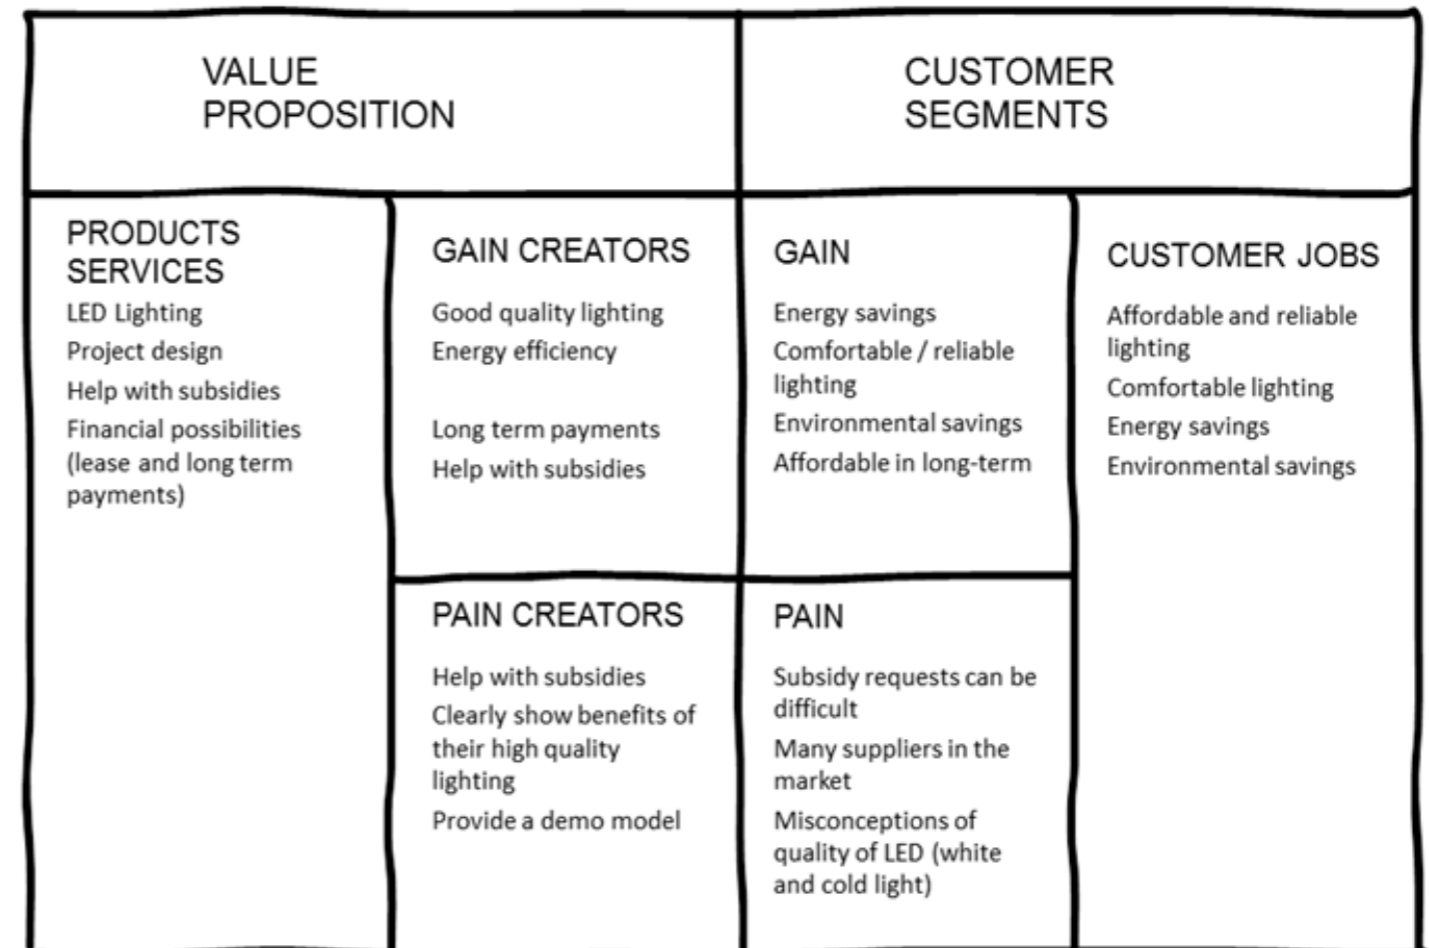 VALUE
PROPOSITION
CUSTOMER
SEGMENTS
PRODUCTS
SERVICES
LED Lighting
Project design
Help with subsidies
Financial possibilities
(lease and long term
payments)
GAIN CREATORS
Good quality lighting
Energy efficiency
Long term payments
Help with subsidies
PAIN CREATORS
Help with subsidies
Clearly show benefits of
their high quality
lighting
Provide a demo model
GAIN
Energy savings
Comfortable / reliable
lighting
Environmental savings
Affordable in long-term
PAIN
Subsidy requests can be
difficult
Many suppliers in the
market
Misconceptions of
quality of LED (white
and cold light)
CUSTOMER JOBS
Affordable and reliable
lighting
Comfortable lighting
Energy savings
Environmental savings